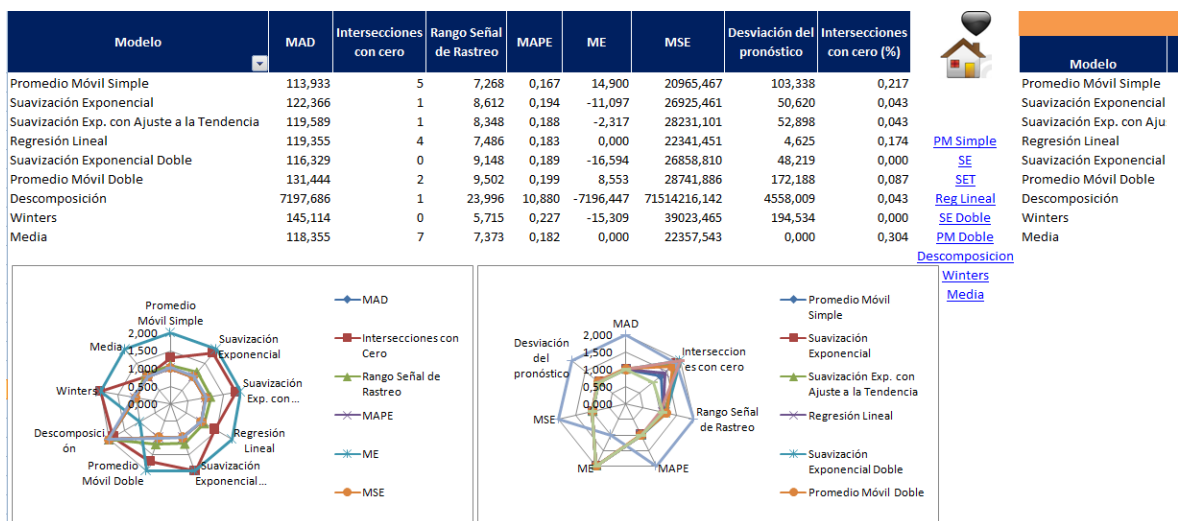 Modelo MAD Intersecciones con cero Rango Señal de Rastreo MAPE ME MSE Desviación del pronóstico Intersecciones con cero (%)
Promedio Móvil Simple 113,933 5 7,268 0,167 14,900 20965,467 103,338 0,217
Suavización Exponencial 122,366 1 8,612 0,194 -11,097 26925,461 50,620 0,043
Suavización Exp. con Ajuste a la Tendencia 119,589 1 8,348 0,188 -2,317 28231,101 52,898 0,043
Regresión Lineal 119,355 4 7,486 0,183 0,000 22341,451 4,625 0,174
Suavización Exponencial Doble 116,329 0 9,148 0,189 -16,594 26858,810 48,219 0,000
Promedio Móvil Doble 131,444 2 9,502 0,199 8,553 28741,886 172,188 0,087
Descomposición 7197,686 1 23,996 10,880 -7196,447 71514216,142 4558,009 0,043
Winters 145,114 0 5,715 0,227 -15,309 39023,465 194,534 0,000
Media 118,355 7 7,373 0,182 0,000 22357,543 0,000 0,304
PM Simple
SE
SET
Reg Lineal
SE Doble
PM Doble
Descomposicion
Winters
Media
Modelo
Promedio Móvil Simple
Suavización Exponencial
Suavización Exp. con Aju
Regresión Lineal
Suavización Exponencial
Promedio Móvil Doble
Descomposición
Winters
Media
Promedio
Móvil Simple
Suavización
Exponencial
Suavización
Exp. con...
Regresión
Lineal
Suavización
Exponencial...
Promedio
Móvil Doble
Descomposici
ón
Winters
Media
2,000
1,500
1,000
0,500
0,000
MAD
Intersecciones con
Cero
Rango Señal de
Rastreo
MAPE
ME
MSE
MAD
Interseccion
es con cero
Rango Señal
de Rastreo
MAPE
ME
MSE
Desviación
del
pronóstico
2,000
1,500
1,000
0,500
0,000
Promedio Móvil
Simple
Suavización
Exponencial
Suavización Exp. con
Ajuste a la Tendencia
Regresión Lineal
Suavización
Exponencial Doble
Promedio Móvil Doble